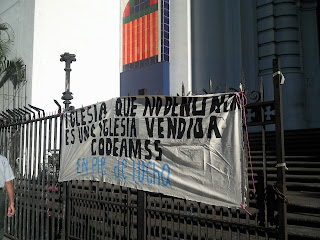 IGLESIA QUE NO DENUNCIA
ES UNA IGLESIA VENDIDA
CODEAMSS
EN PIE DE LUCHA